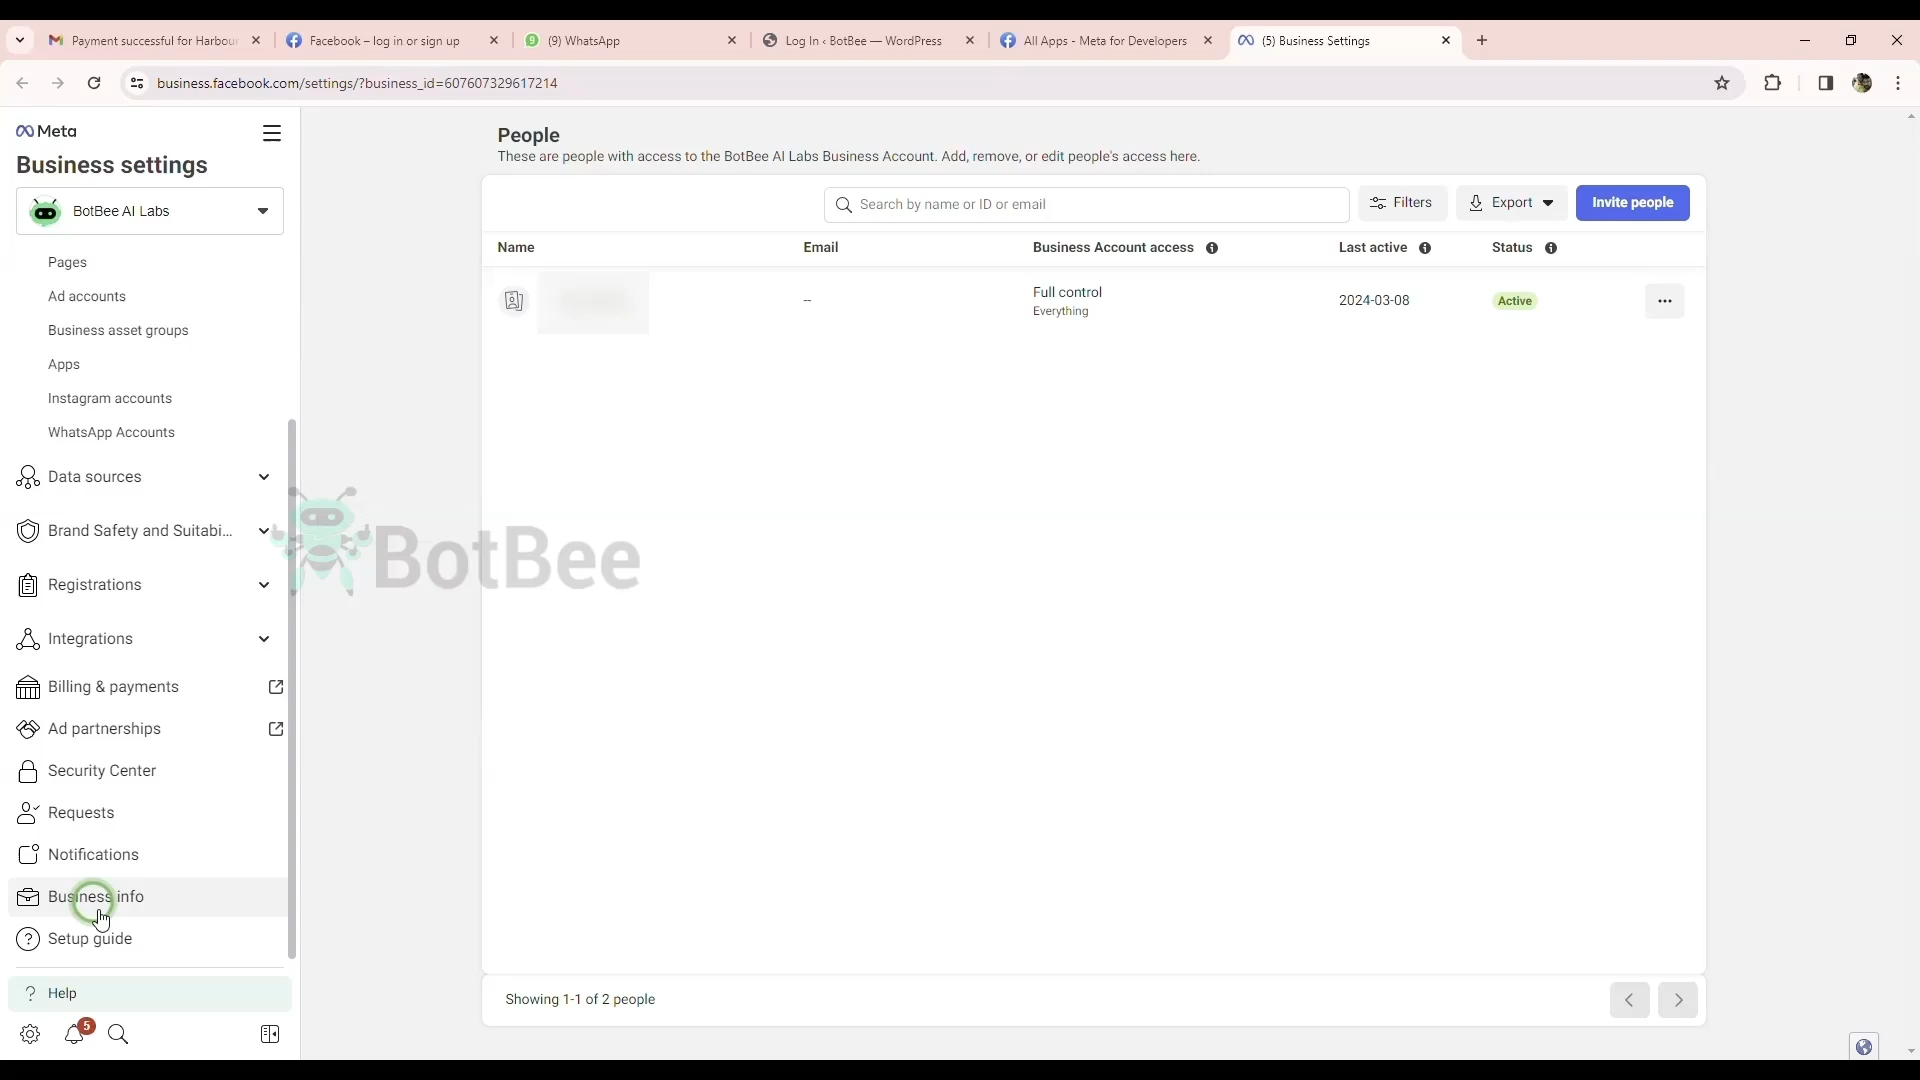 Payment successful for Harbou
Facebook – log in or sign up
(9) WhatsApp
Log In ‹ BotBee — WordPress
All Apps - Meta for Developers
(5) Business Settings
business.facebook.com/settings/?business_id=607607329617214
Meta
Business settings
BotBee AI Labs
Pages
Ad accounts
Business asset groups
Apps
Instagram accounts
WhatsApp Accounts
Data sources
Brand Safety and Suitabi...
Registrations
Integrations
Billing & payments
Ad partnerships
Security Center
Requests
Notifications
Business info
Setup guide
? Help
5
People
These are people with access to the BotBee AI Labs Business Account. Add, remove, or edit people's access here.
Search by name or ID or email
Filters
Export
Invite people
Name Email Business Account access Last active Status
-- Full control 2024-03-08 Active
Everything
BotBee
Showing 1-1 of 2 people